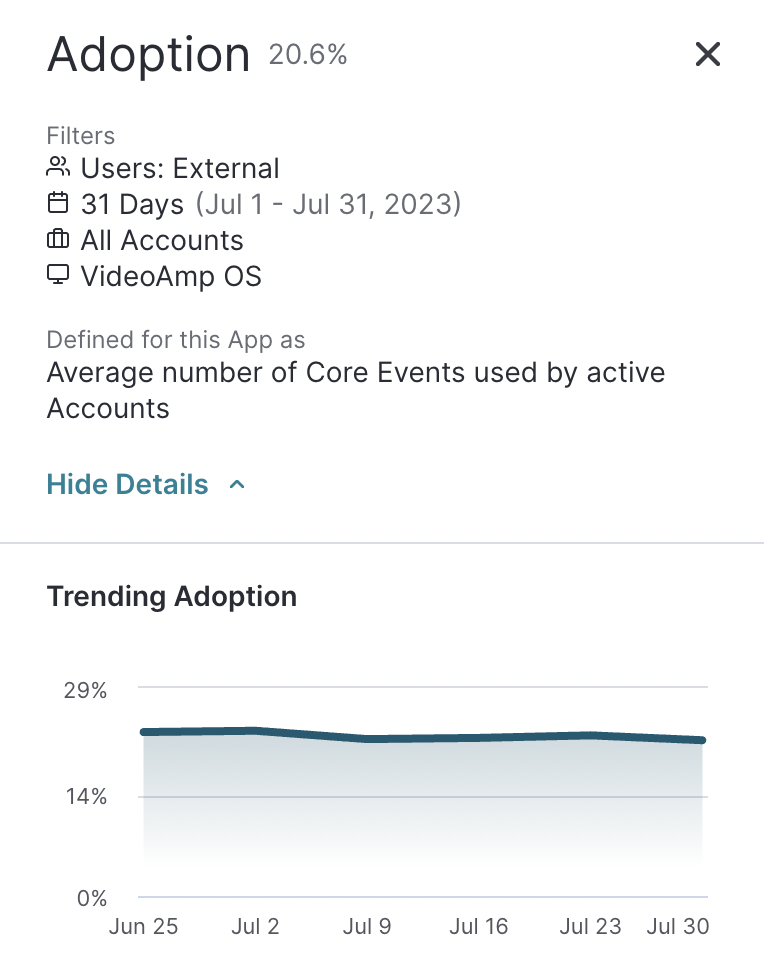 Adoption 20.6%
Filters
Users: External
31 Days (Jul 1 - Jul 31, 2023)
All Accounts
VideoAmp OS
Defined for this App as
Average number of Core Events used by active
Accounts
Hide Details
Trending Adoption
29%
14%
0%
Jun 25 Jul 2 Jul 9 Jul 16 Jul 23 Jul 30